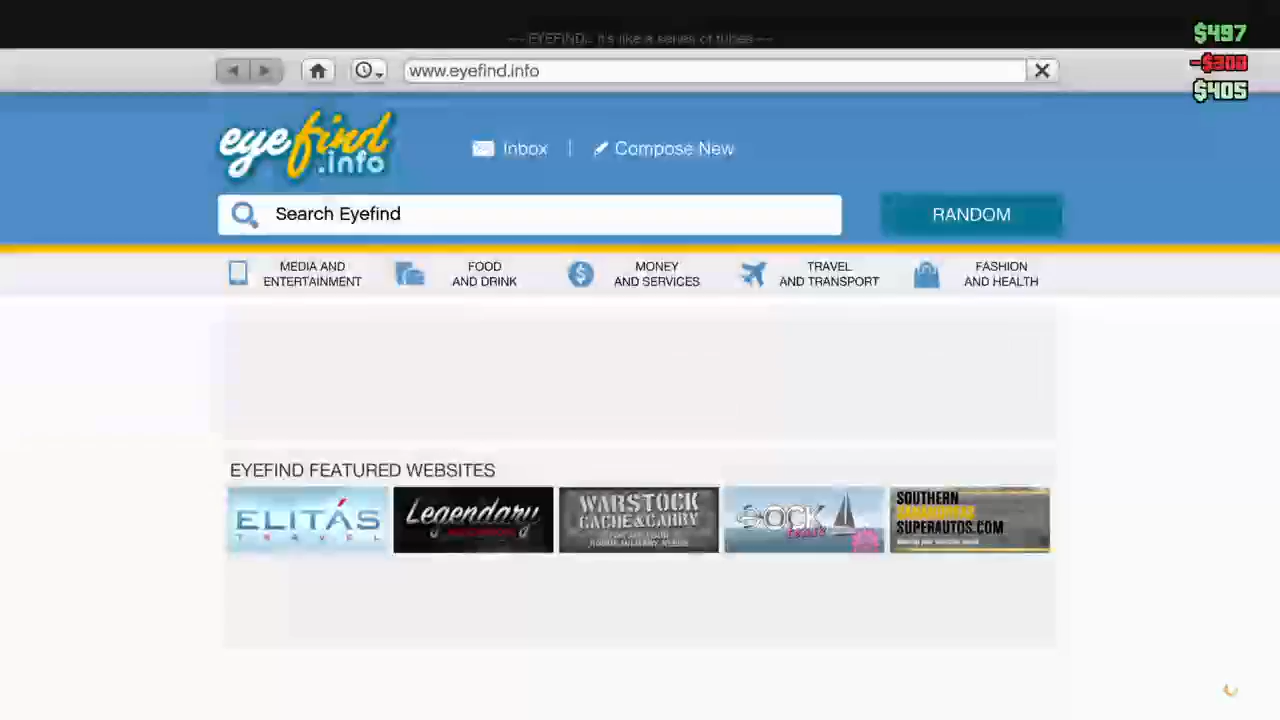 --- EYEFIND... it's like a series of tubes ---
$497
-$300
$405
www.eyefind.info
eyefind.info
Inbox
Compose New
Search Eyefind
RANDOM
MEDIA AND ENTERTAINMENT
FOOD AND DRINK
MONEY AND SERVICES
TRAVEL AND TRANSPORT
FASHION AND HEALTH
EYEFIND FEATURED WEBSITES
ELITÁS
TRAVEL
Legendary
WARSTOCK
CACHE & CARRY
DOCK
SOUTHERN
SUPERAUTOS.COM